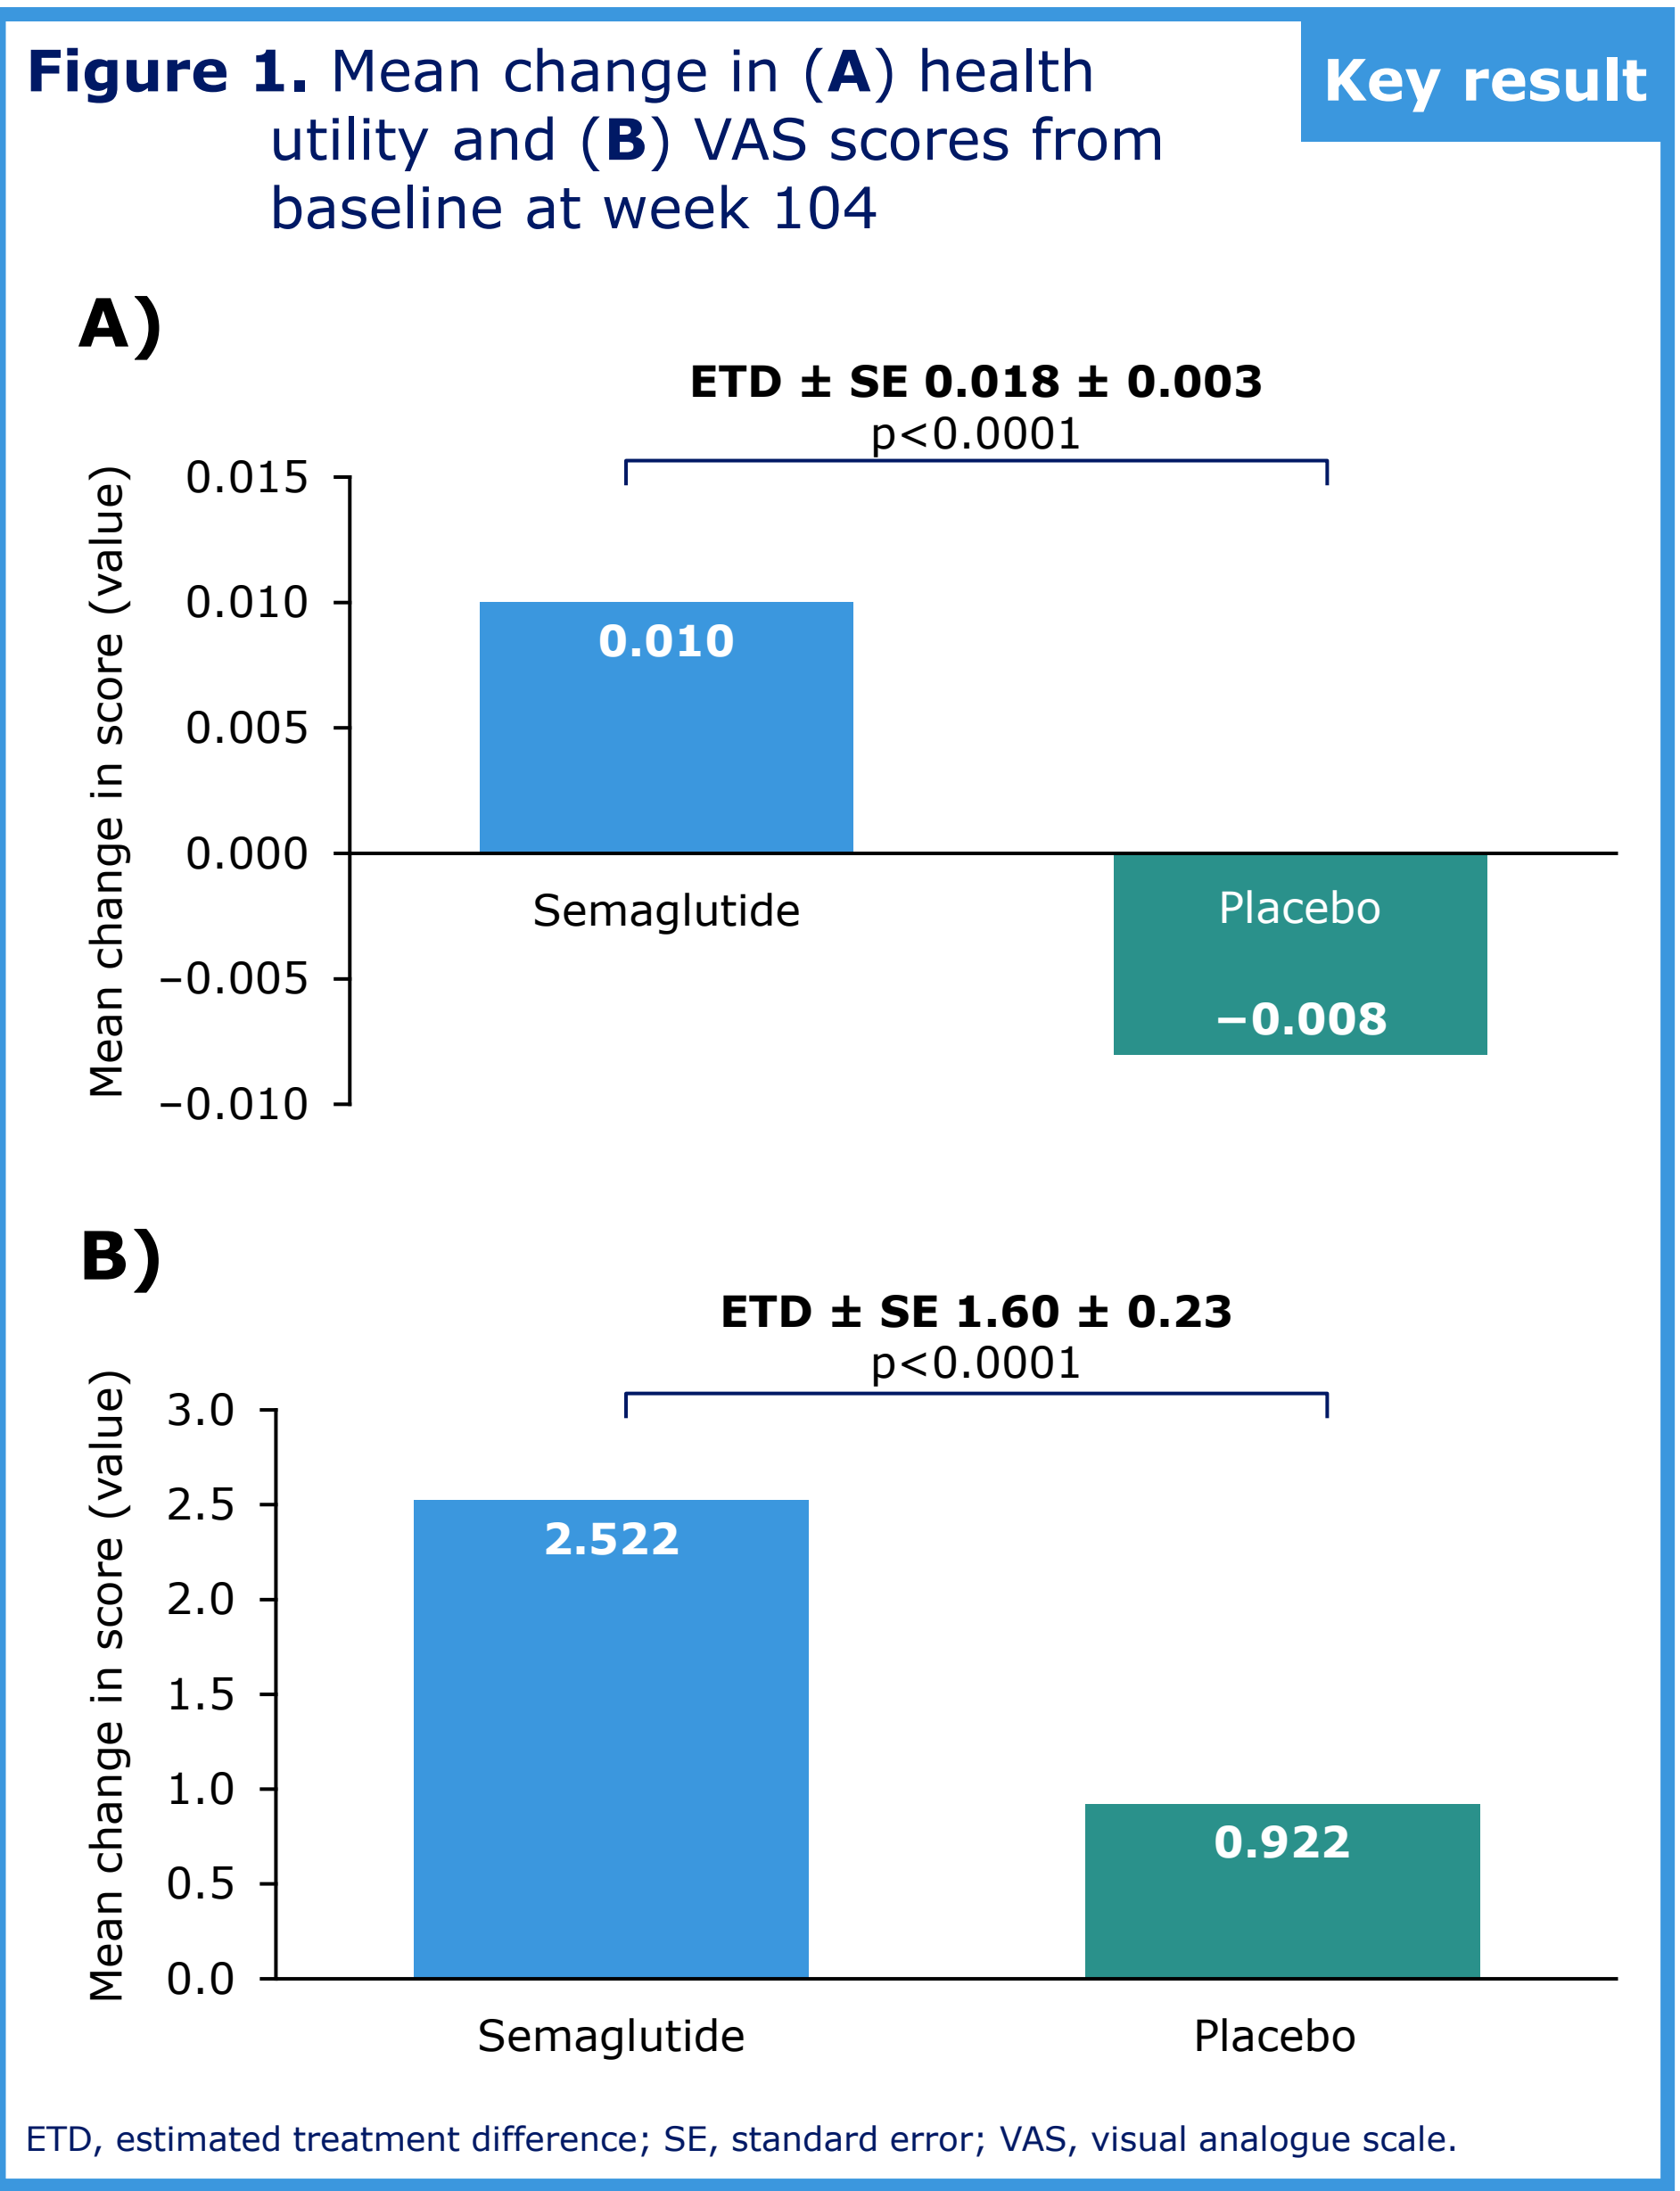 Figure 1. Mean change in (A) health
utility and (B) VAS scores from
baseline at week 104
Key result
A)
ETD ± SE 0.018 ± 0.003
p<0.0001
Mean change in score (value)
0.015
0.010
0.005
0.000
–0.005
–0.010
0.010
Semaglutide
Placebo
–0.008
B)
ETD ± SE 1.60 ± 0.23
p<0.0001
Mean change in score (value)
3.0
2.5
2.0
1.5
1.0
0.5
0.0
2.522
0.922
Semaglutide
Placebo
ETD, estimated treatment difference; SE, standard error; VAS, visual analogue scale.